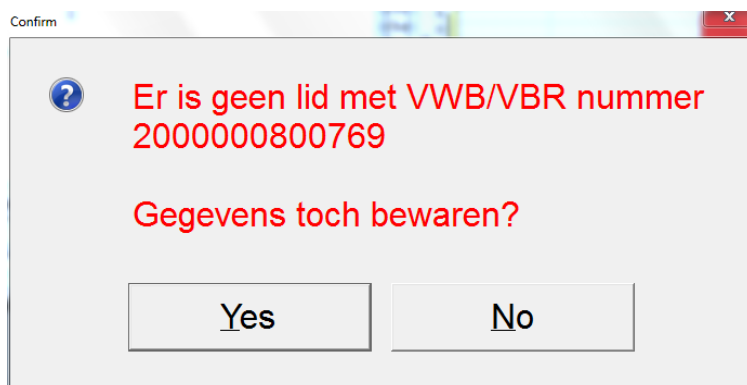 Confirm
Er is geen lid met VWB/VBR nummer
2000000800769
Gegevens toch bewaren?
Yes
No